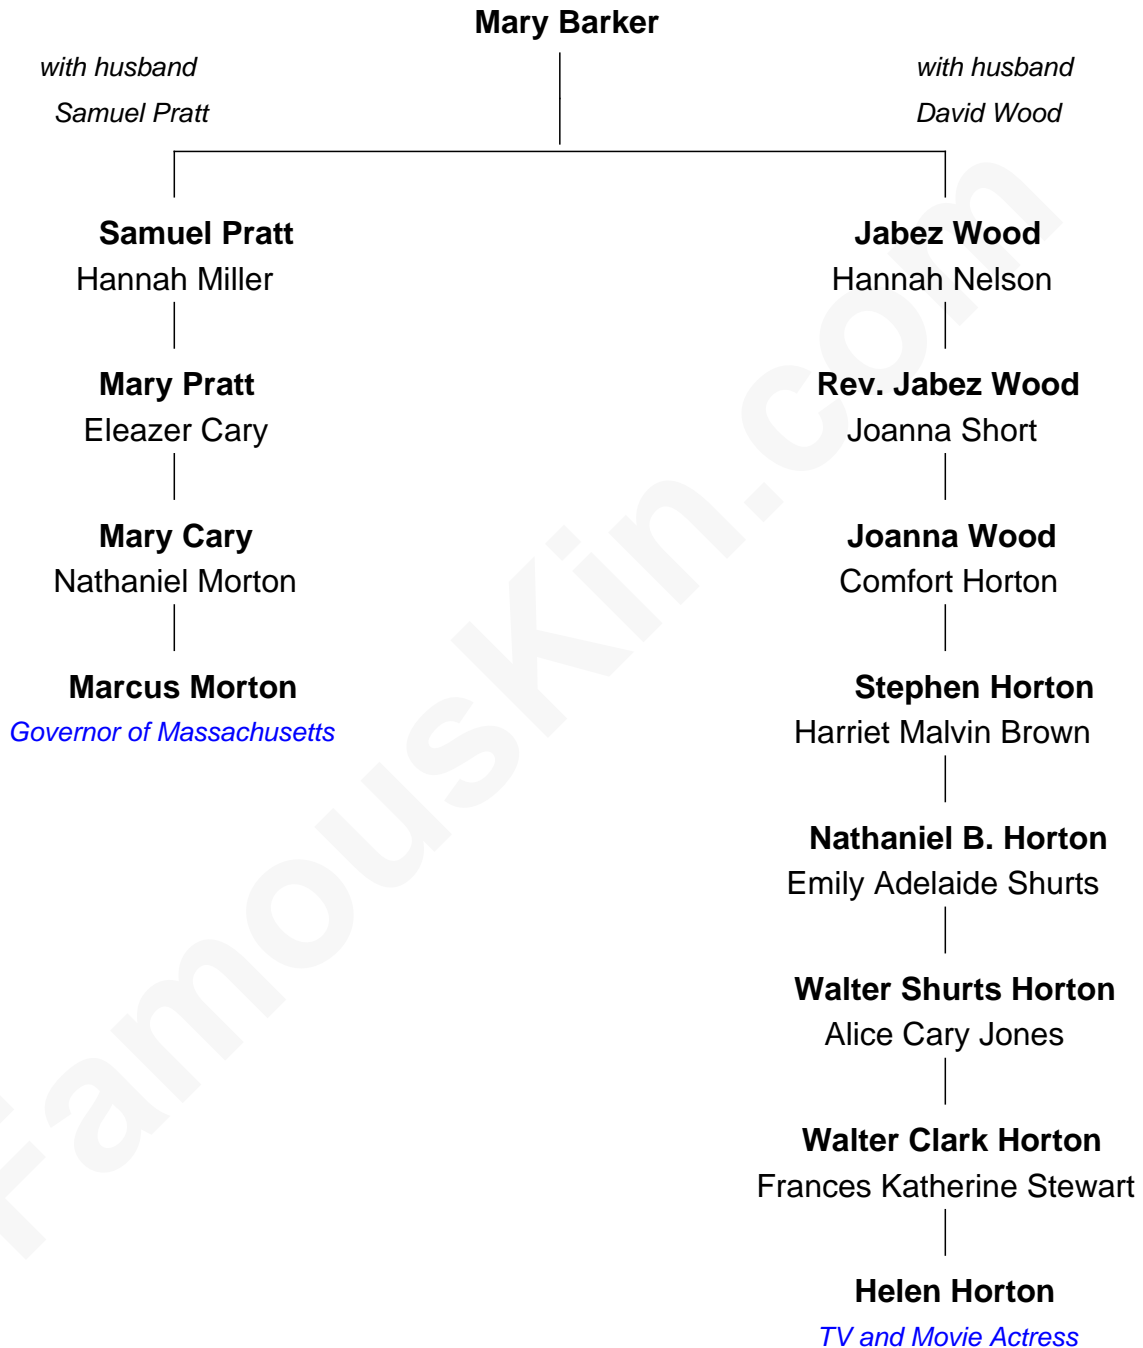 Mary Barker
with husband
Samuel Pratt
with husband
David Wood
Samuel Pratt
Hannah Miller
Mary Pratt
Eleazer Cary
Mary Cary
Nathaniel Morton
Marcus Morton
Governor of Massachusetts
Jabez Wood
Hannah Nelson
Rev. Jabez Wood
Joanna Short
Joanna Wood
Comfort Horton
Stephen Horton
Harriet Malvin Brown
Nathaniel B. Horton
Emily Adelaide Shurts
Walter Shurts Horton
Alice Cary Jones
Walter Clark Horton
Frances Katherine Stewart
Helen Horton
TV and Movie Actress
FamousKin.com